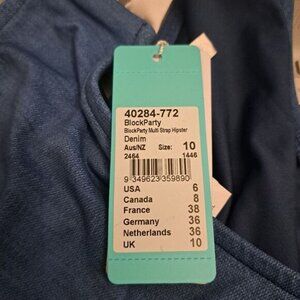 40284-772
BlockParty
BlockParty Multi Strap Hipster
Denim
Aus/NZ Size: 10
2464 1446
9 349623 359890
USA 6
Canada 8
France 38
Germany 36
Netherlands 36
UK 10